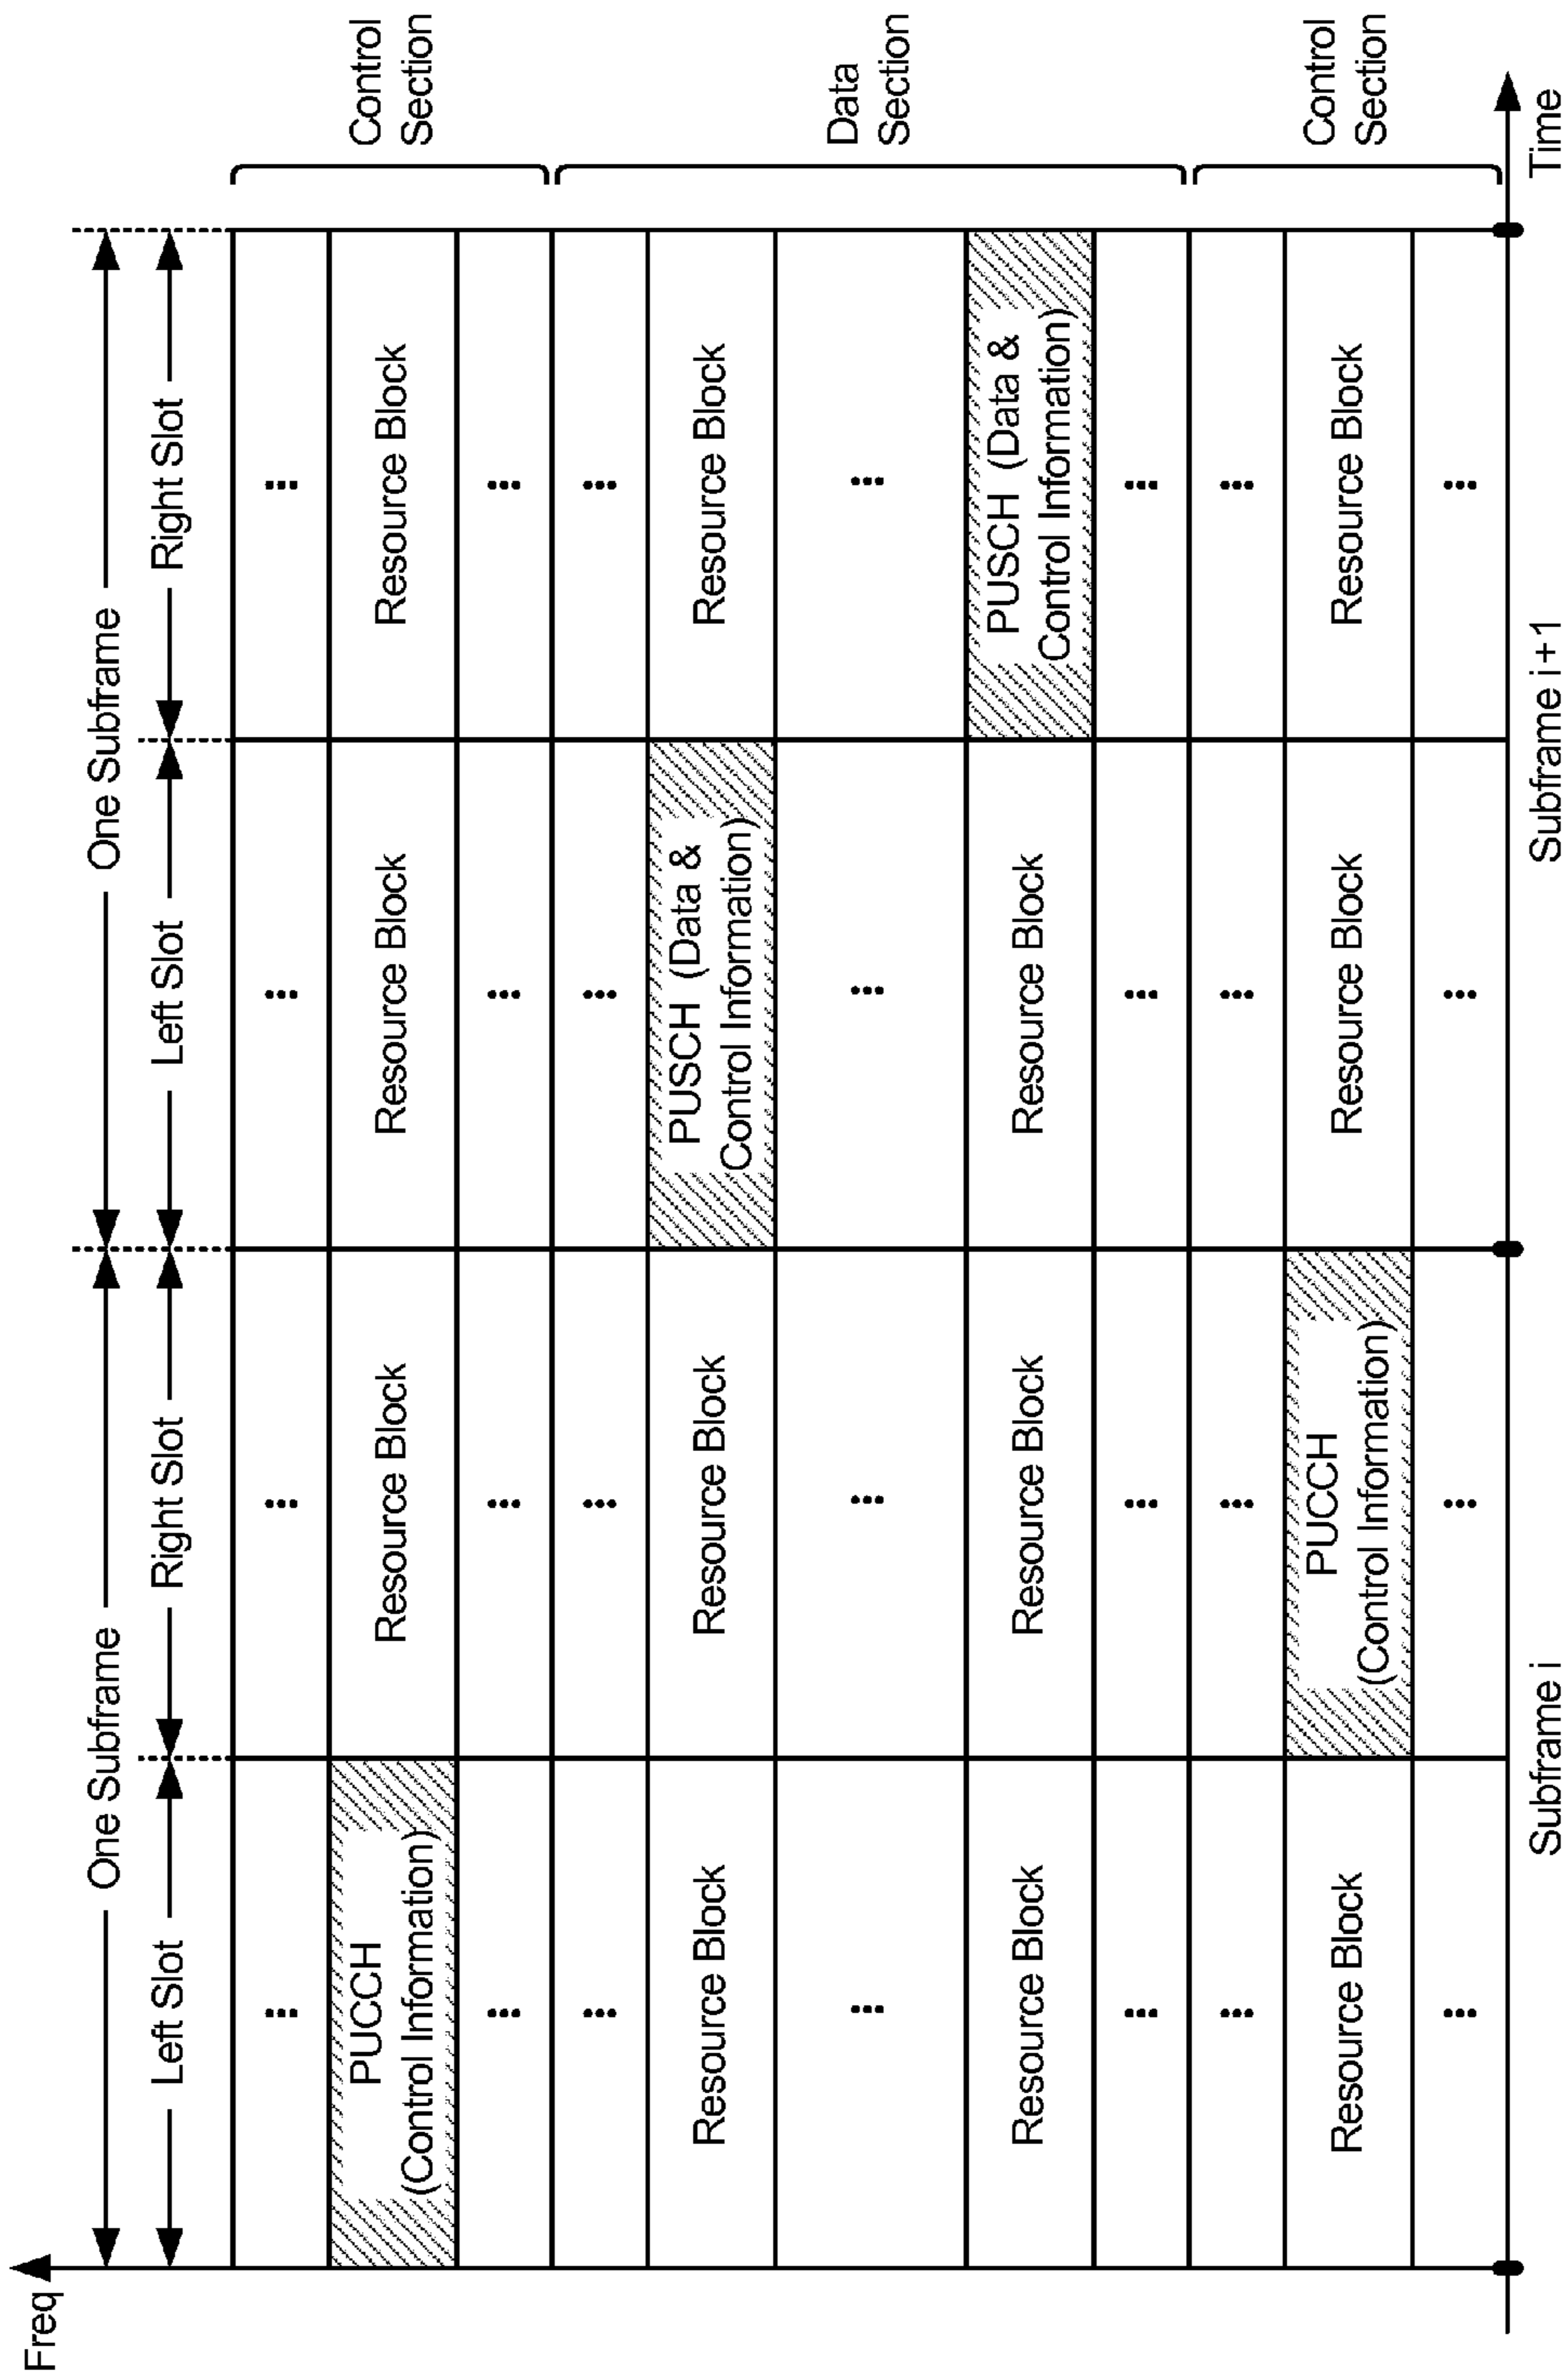 Freq
One Subframe
One Subframe
Left Slot
Right Slot
Left Slot
Right Slot
...
...
...
...
PUCCH
(Control Information)
Resource Block
Resource Block
Resource Block
Control
Section
...
...
...
...
...
...
...
...
Resource Block
Resource Block
PUSCH (Data &
Control Information)
Resource Block
...
...
...
...
Data
Section
Resource Block
Resource Block
Resource Block
PUSCH (Data &
Control Information)
...
...
...
...
...
...
...
...
Resource Block
PUCCH
(Control Information)
Resource Block
Resource Block
Control
Section
...
...
...
...
Subframe i
Subframe i + 1
Time